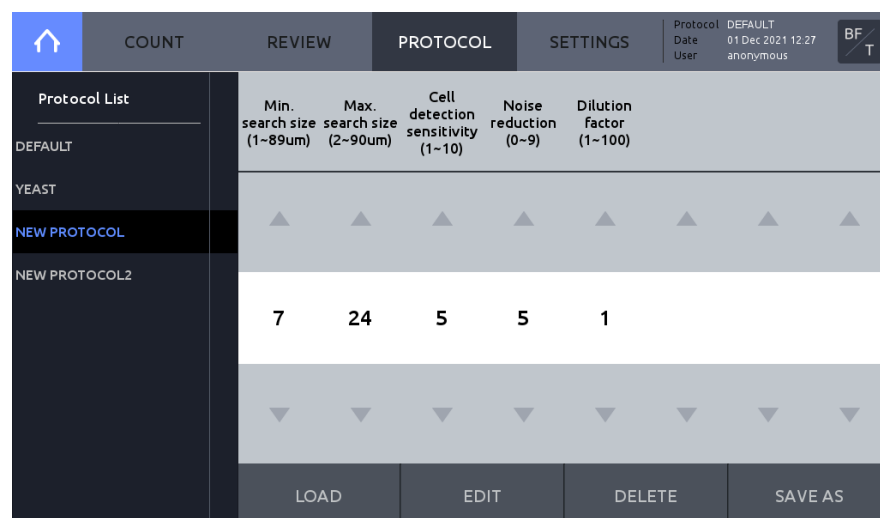 COUNT REVIEW PROTOCOL SETTINGS
Protocol DEFAULT
Date 01 Dec 2021 12:27
User anonymous
BF/T
Protocol List
DEFAULT
YEAST
NEW PROTOCOL
NEW PROTOCOL2
Min.
search size
(1~89um)
Max.
search size
(2~90um)
Cell
detection
sensitivity
(1~10)
Noise
reduction
(0~9)
Dilution
factor
(1~100)
7 24 5 5 1
LOAD EDIT DELETE SAVE AS